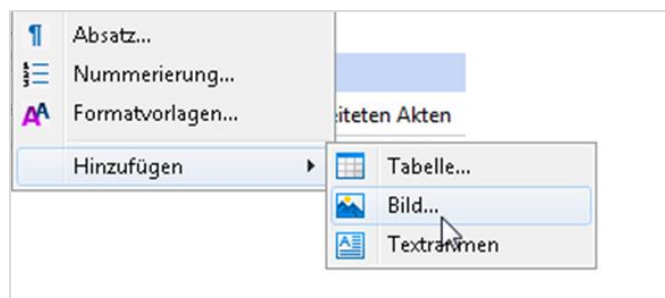 Absatz...
Nummerierung...
Formatvorlagen...
eiteten Akten
Hinzufügen
Tabelle...
Bild...
Textrahmen